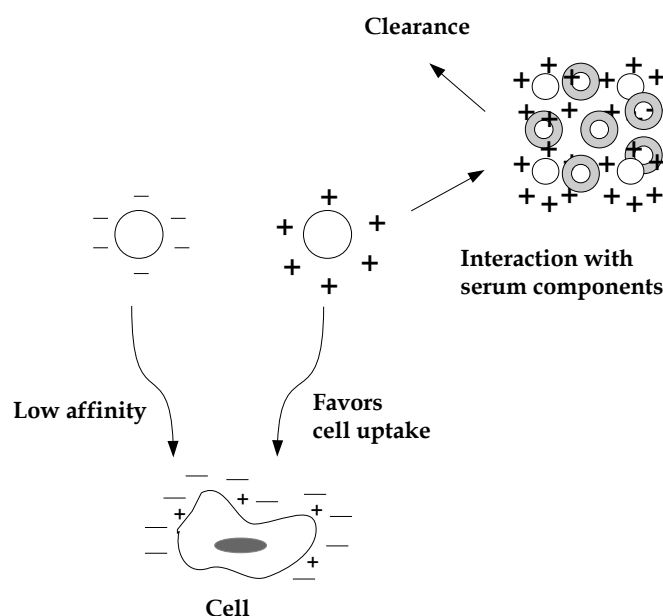 Clearance
Interaction with
serum components
Low affinity
Favors
cell uptake
Cell